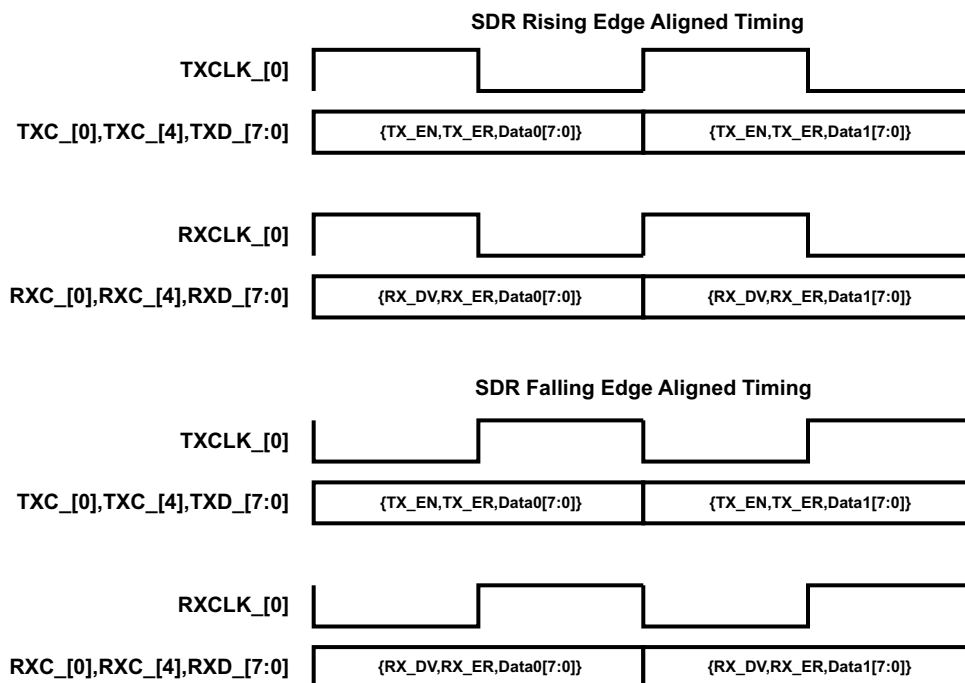 SDR Rising Edge Aligned Timing
TXCLK_[0]
TXC_[0],TXC_[4],TXD_[7:0] {TX_EN,TX_ER,Data0[7:0]} {TX_EN,TX_ER,Data1[7:0]}
RXCLK_[0]
RXC_[0],RXC_[4],RXD_[7:0] {RX_DV,RX_ER,Data0[7:0]} {RX_DV,RX_ER,Data1[7:0]}
SDR Falling Edge Aligned Timing
TXCLK_[0]
TXC_[0],TXC_[4],TXD_[7:0] {TX_EN,TX_ER,Data0[7:0]} {TX_EN,TX_ER,Data1[7:0]}
RXCLK_[0]
RXC_[0],RXC_[4],RXD_[7:0] {RX_DV,RX_ER,Data0[7:0]} {RX_DV,RX_ER,Data1[7:0]}